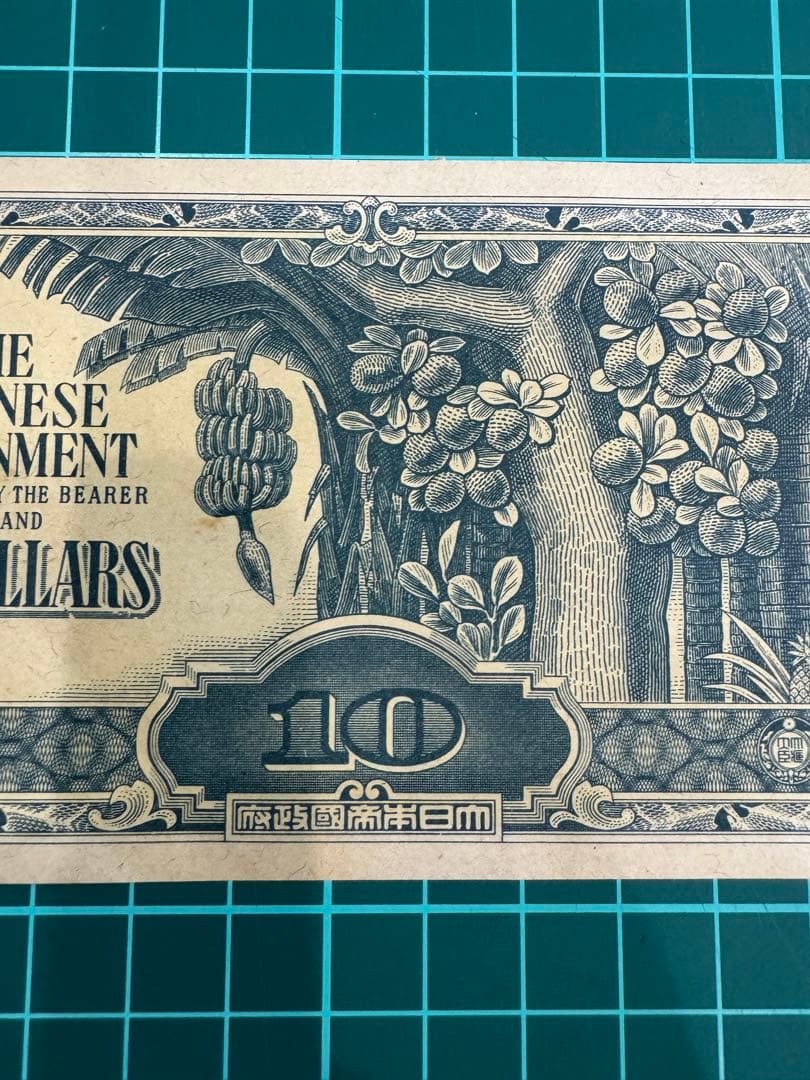 HE
NESE
NMENT
Y THE BEARER
AND
LLARS
10
大日本帝國政府